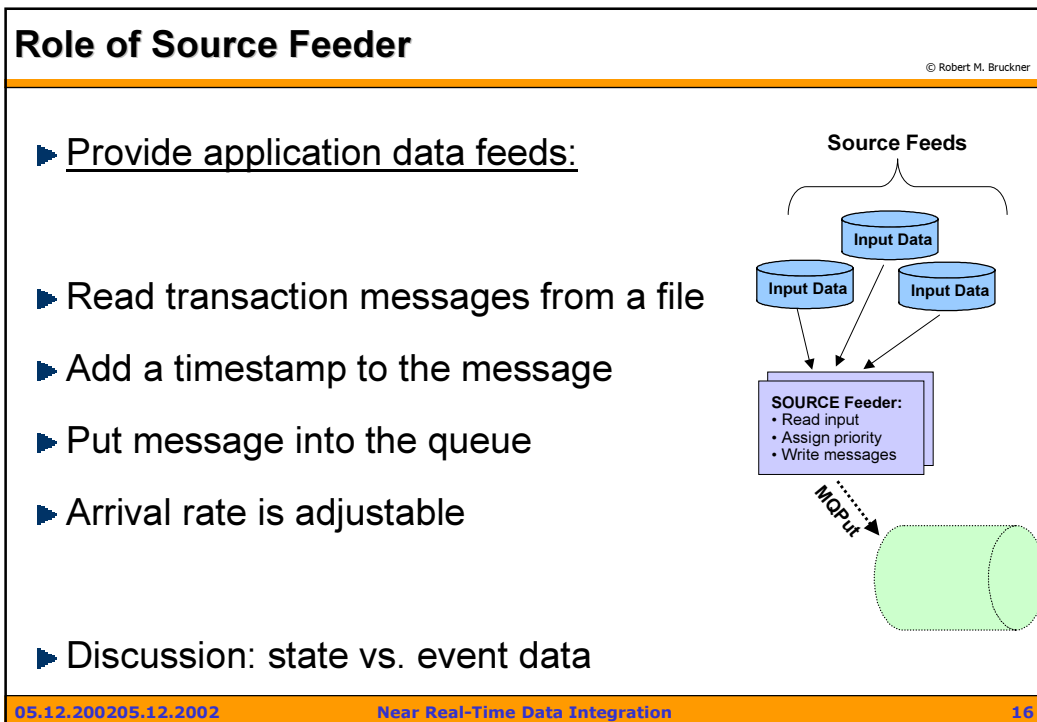 Role of Source Feeder
© Robert M. Bruckner
Provide application data feeds:
Read transaction messages from a file
Add a timestamp to the message
Put message into the queue
Arrival rate is adjustable
Discussion: state vs. event data
Source Feeds
Input Data
Input Data
Input Data
SOURCE Feeder:
• Read input
• Assign priority
• Write messages
MQPut
05.12.200205.12.2002
Near Real-Time Data Integration
16